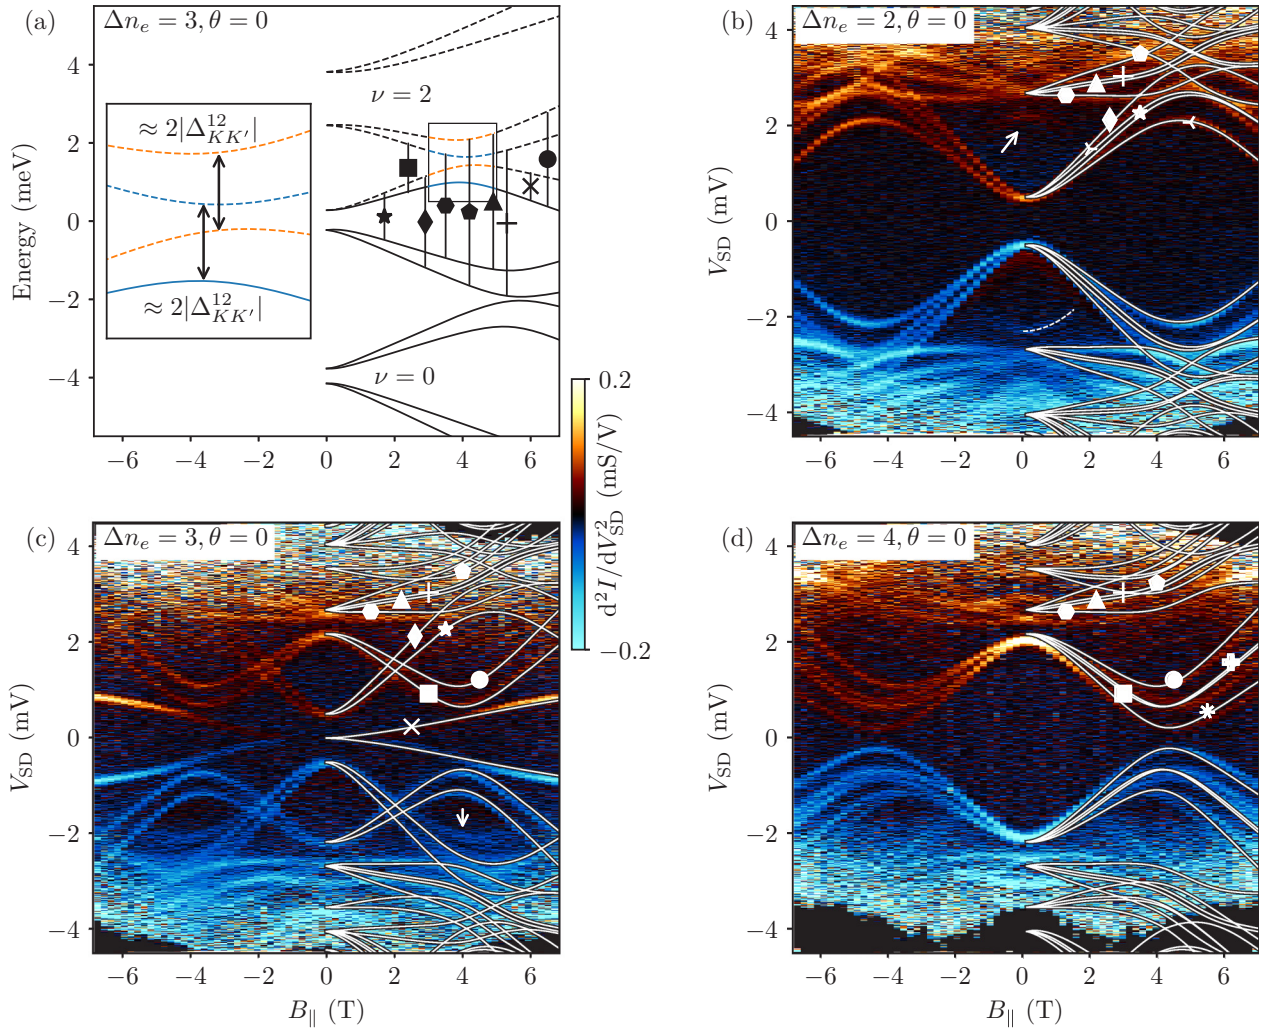 (a)
Δn_e = 3, θ = 0
ν = 2
≈ 2|Δ^{12}_{KK′}|
≈ 2|Δ^{12}_{KK′}|
ν = 0
Energy (meV)
4
2
0
−2
−4
−6 −4 −2 0 2 4 6
(b)
Δn_e = 2, θ = 0
V_SD (mV)
4
2
0
−2
−4
−6 −4 −2 0 2 4 6
0.2
−0.2
d²I/dV²_SD (mS/V)
(c)
Δn_e = 3, θ = 0
V_SD (mV)
4
2
0
−2
−4
−6 −4 −2 0 2 4 6
B_∥ (T)
(d)
Δn_e = 4, θ = 0
V_SD (mV)
4
2
0
−2
−4
−6 −4 −2 0 2 4 6
B_∥ (T)